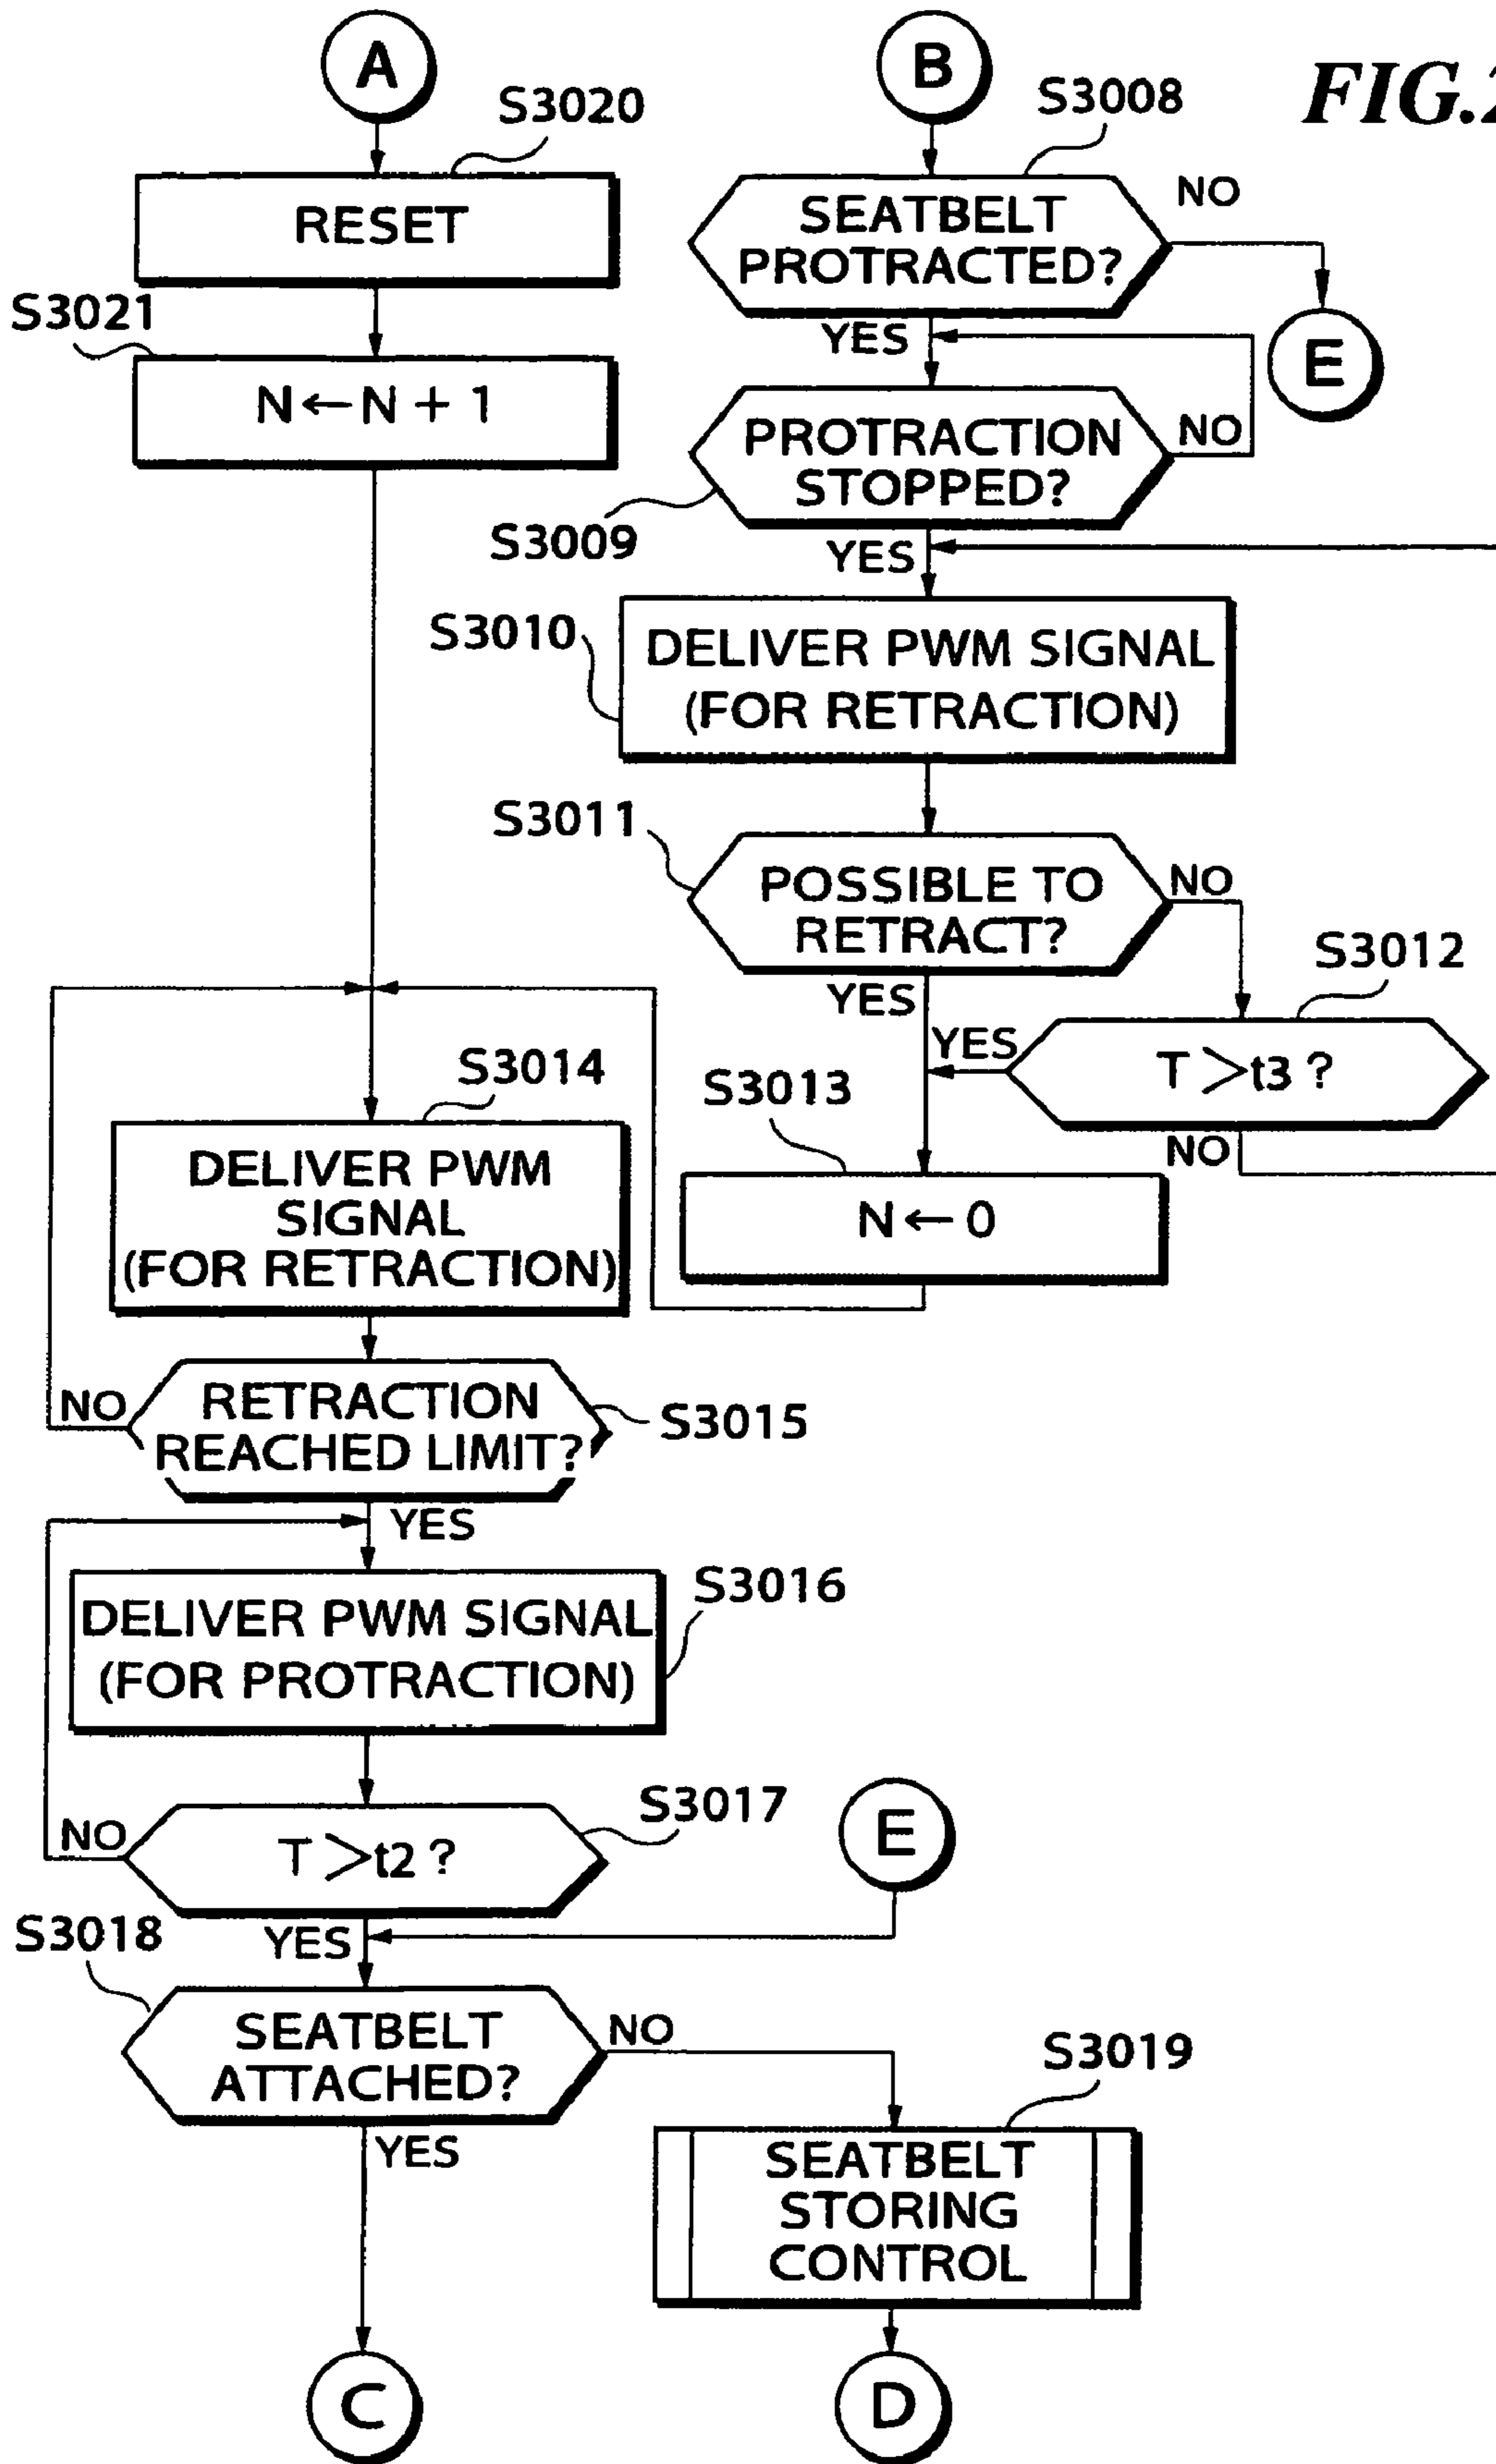 A
B
FIG.2
S3020
S3008
RESET
SEATBELT
PROTRACTED?
NO
S3021
E
N←N + 1
YES
PROTRACTION
STOPPED?
NO
S3009
YES
S3010
DELIVER PWM SIGNAL
(FOR RETRACTION)
S3011
POSSIBLE TO
RETRACT?
NO
S3012
YES
YES
T >t3 ?
NO
S3013
N ← 0
S3014
DELIVER PWM
SIGNAL
(FOR RETRACTION)
NO
RETRACTION
REACHED LIMIT?
S3015
YES
DELIVER PWM SIGNAL
(FOR PROTRACTION)
S3016
NO
T >t2 ?
S3017
E
S3018
YES
SEATBELT
ATTACHED?
NO
S3019
YES
SEATBELT
STORING
CONTROL
C
D